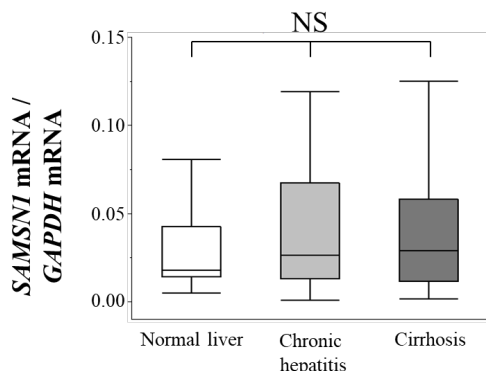 NS
0.15
0.10
0.05
0.00
SAMSN1 mRNA /
GAPDH mRNA
Normal liver
Chronic
hepatitis
Cirrhosis